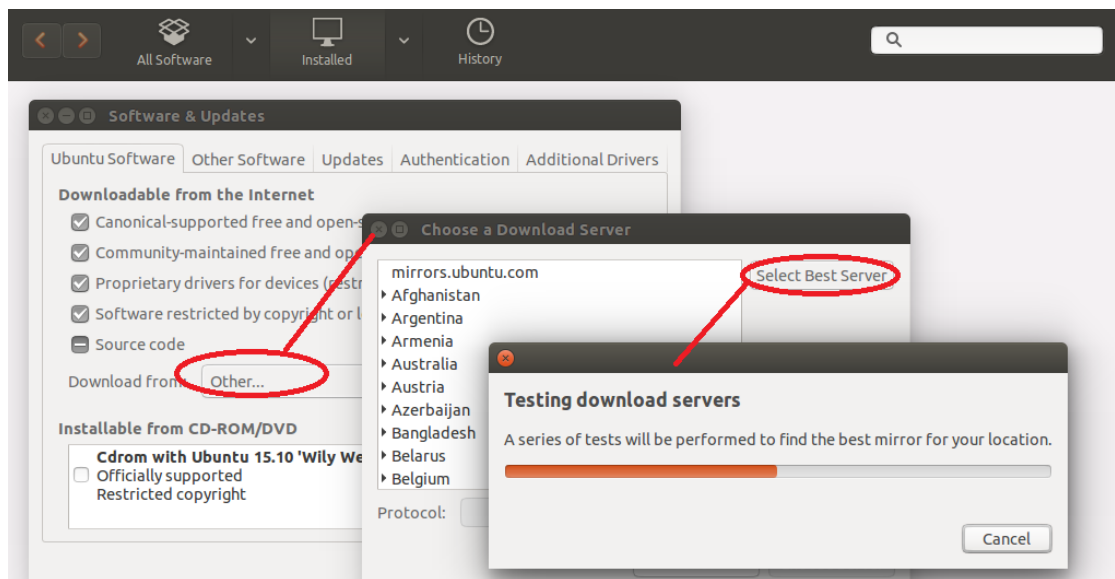 All Software
Installed
History
Software & Updates
Ubuntu Software Other Software Updates Authentication Additional Drivers
Downloadable from the Internet
Canonical-supported free and open-s
Community-maintained free and ope
Proprietary drivers for devices (restr
Software restricted by copyright or l
Source code
Download from: Other...
Installable from CD-ROM/DVD
Cdrom with Ubuntu 15.10 'Wily We
Officially supported
Restricted copyright
Choose a Download Server
mirrors.ubuntu.com
Afghanistan
Argentina
Armenia
Australia
Austria
Azerbaijan
Bangladesh
Belarus
Belgium
Protocol:
Select Best Server
Testing download servers
A series of tests will be performed to find the best mirror for your location.
Cancel